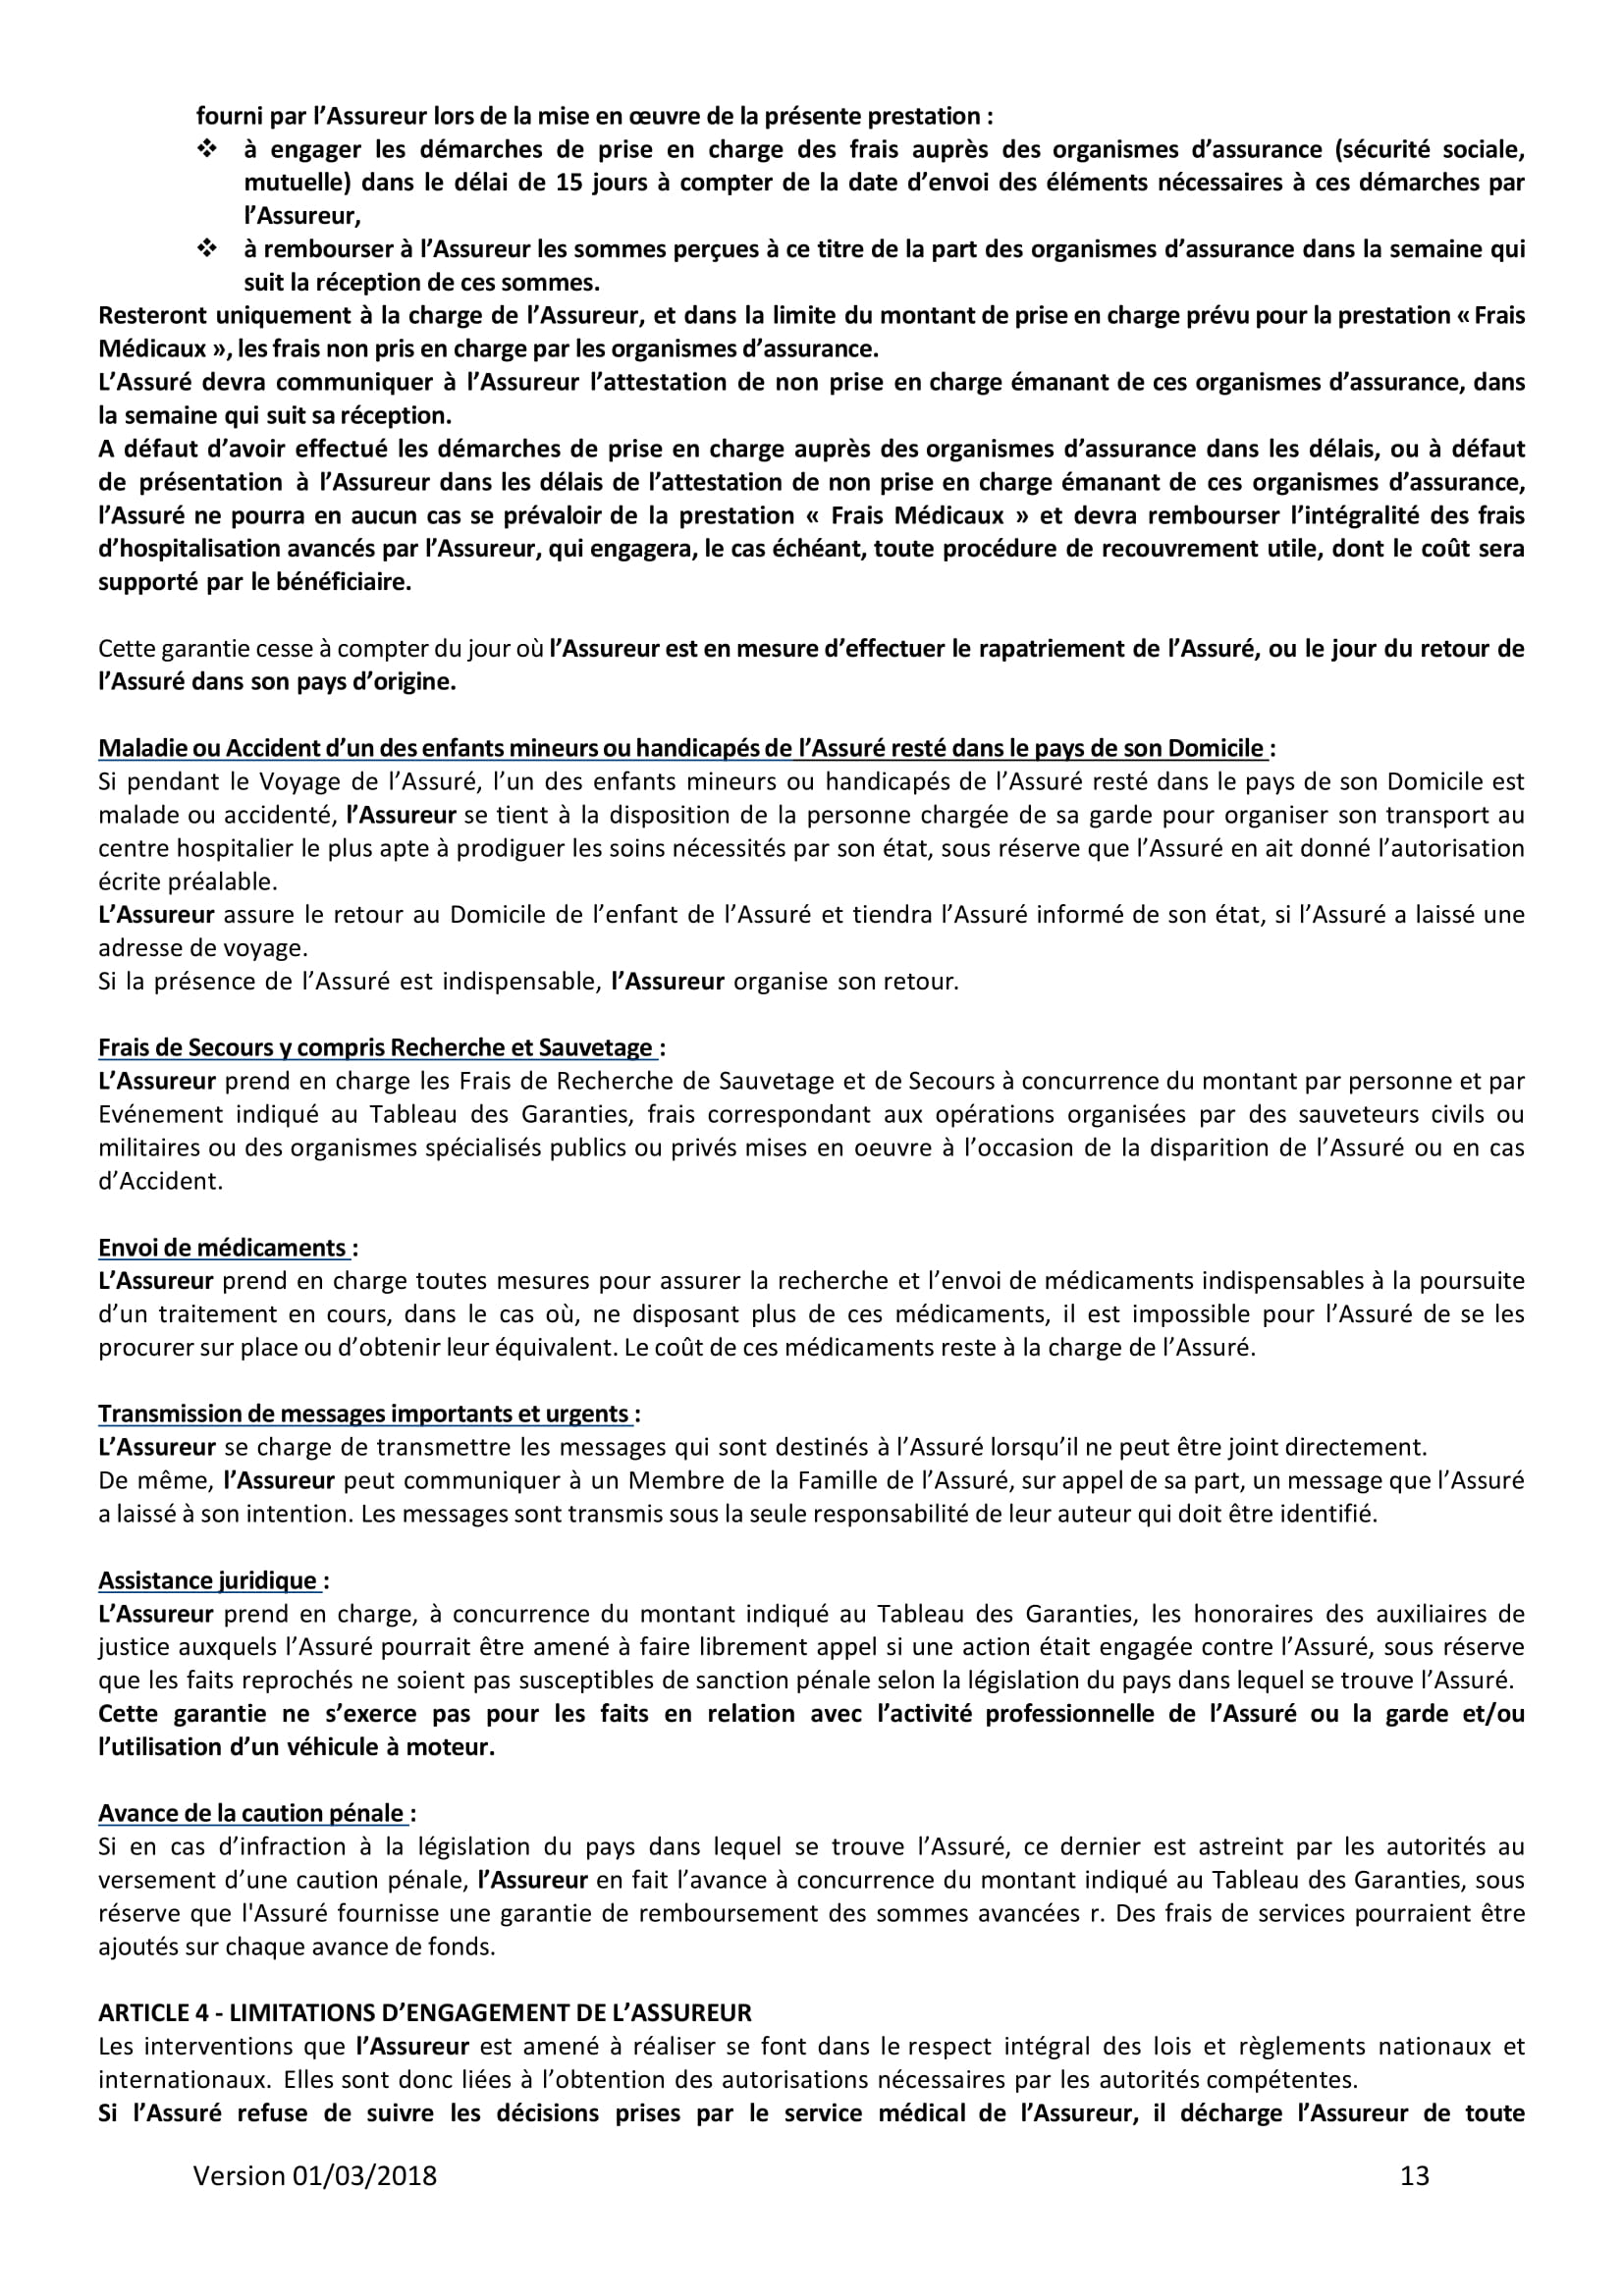 fourni par l’Assureur lors de la mise en œuvre de la présente prestation :
❖ à engager les démarches de prise en charge des frais auprès des organismes d’assurance (sécurité sociale,
mutuelle) dans le délai de 15 jours à compter de la date d’envoi des éléments nécessaires à ces démarches par
l’Assureur,
❖ à rembourser à l’Assureur les sommes perçues à ce titre de la part des organismes d’assurance dans la semaine qui
suit la réception de ces sommes.
Resteront uniquement à la charge de l’Assureur, et dans la limite du montant de prise en charge prévu pour la prestation « Frais
Médicaux », les frais non pris en charge par les organismes d’assurance.
L’Assuré devra communiquer à l’Assureur l’attestation de non prise en charge émanant de ces organismes d’assurance, dans
la semaine qui suit sa réception.
A défaut d’avoir effectué les démarches de prise en charge auprès des organismes d’assurance dans les délais, ou à défaut
de présentation à l’Assureur dans les délais de l’attestation de non prise en charge émanant de ces organismes d’assurance,
l’Assuré ne pourra en aucun cas se prévaloir de la prestation « Frais Médicaux » et devra rembourser l’intégralité des frais
d’hospitalisation avancés par l’Assureur, qui engagera, le cas échéant, toute procédure de recouvrement utile, dont le coût sera
supporté par le bénéficiaire.
Cette garantie cesse à compter du jour où l’Assureur est en mesure d’effectuer le rapatriement de l’Assuré, ou le jour du retour de
l’Assuré dans son pays d’origine.
Maladie ou Accident d’un des enfants mineurs ou handicapés de l’Assuré resté dans le pays de son Domicile :
Si pendant le Voyage de l’Assuré, l’un des enfants mineurs ou handicapés de l’Assuré resté dans le pays de son Domicile est
malade ou accidenté, l’Assureur se tient à la disposition de la personne chargée de sa garde pour organiser son transport au
centre hospitalier le plus apte à prodiguer les soins nécessités par son état, sous réserve que l’Assuré en ait donné l’autorisation
écrite préalable.
L’Assureur assure le retour au Domicile de l’enfant de l’Assuré et tiendra l’Assuré informé de son état, si l’Assuré a laissé une
adresse de voyage.
Si la présence de l’Assuré est indispensable, l’Assureur organise son retour.
Frais de Secours y compris Recherche et Sauvetage :
L’Assureur prend en charge les Frais de Recherche de Sauvetage et de Secours à concurrence du montant par personne et par
Evénement indiqué au Tableau des Garanties, frais correspondant aux opérations organisées par des sauveteurs civils ou
militaires ou des organismes spécialisés publics ou privés mises en oeuvre à l’occasion de la disparition de l’Assuré ou en cas
d’Accident.
Envoi de médicaments :
L’Assureur prend en charge toutes mesures pour assurer la recherche et l’envoi de médicaments indispensables à la poursuite
d’un traitement en cours, dans le cas où, ne disposant plus de ces médicaments, il est impossible pour l’Assuré de se les
procurer sur place ou d’obtenir leur équivalent. Le coût de ces médicaments reste à la charge de l’Assuré.
Transmission de messages importants et urgents :
L’Assureur se charge de transmettre les messages qui sont destinés à l’Assuré lorsqu’il ne peut être joint directement.
De même, l’Assureur peut communiquer à un Membre de la Famille de l’Assuré, sur appel de sa part, un message que l’Assuré
a laissé à son intention. Les messages sont transmis sous la seule responsabilité de leur auteur qui doit être identifié.
Assistance juridique :
L’Assureur prend en charge, à concurrence du montant indiqué au Tableau des Garanties, les honoraires des auxiliaires de
justice auxquels l’Assuré pourrait être amené à faire librement appel si une action était engagée contre l’Assuré, sous réserve
que les faits reprochés ne soient pas susceptibles de sanction pénale selon la législation du pays dans lequel se trouve l’Assuré.
Cette garantie ne s’exerce pas pour les faits en relation avec l’activité professionnelle de l’Assuré ou la garde et/ou
l’utilisation d’un véhicule à moteur.
Avance de la caution pénale :
Si en cas d’infraction à la législation du pays dans lequel se trouve l’Assuré, ce dernier est astreint par les autorités au
versement d’une caution pénale, l’Assureur en fait l’avance à concurrence du montant indiqué au Tableau des Garanties, sous
réserve que l'Assuré fournisse une garantie de remboursement des sommes avancées r. Des frais de services pourraient être
ajoutés sur chaque avance de fonds.
ARTICLE 4 - LIMITATIONS D’ENGAGEMENT DE L’ASSUREUR
Les interventions que l’Assureur est amené à réaliser se font dans le respect intégral des lois et règlements nationaux et
internationaux. Elles sont donc liées à l’obtention des autorisations nécessaires par les autorités compétentes.
Si l’Assuré refuse de suivre les décisions prises par le service médical de l’Assureur, il décharge l’Assureur de toute
Version 01/03/2018 13